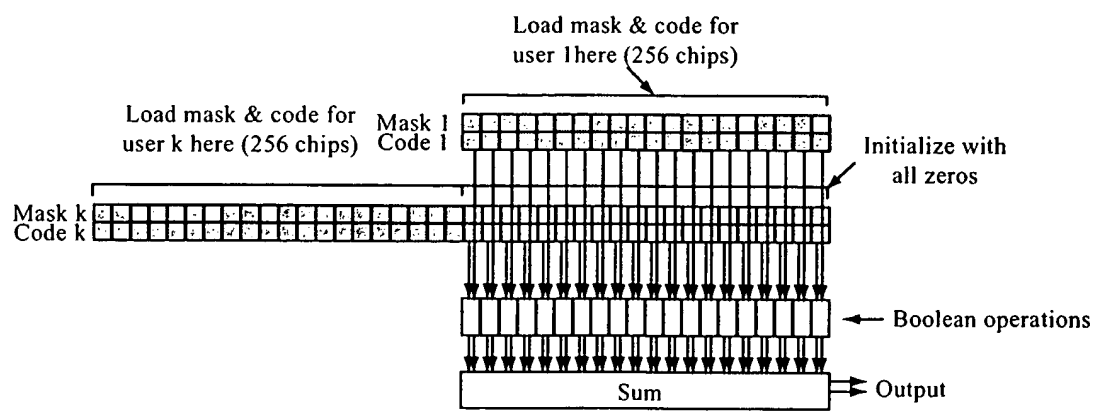 Load mask & code for
user 1here (256 chips)
Load mask & code for
user k here (256 chips)
Mask 1
Code 1
Initialize with
all zeros
Mask k
Code k
Boolean operations
Sum
Output